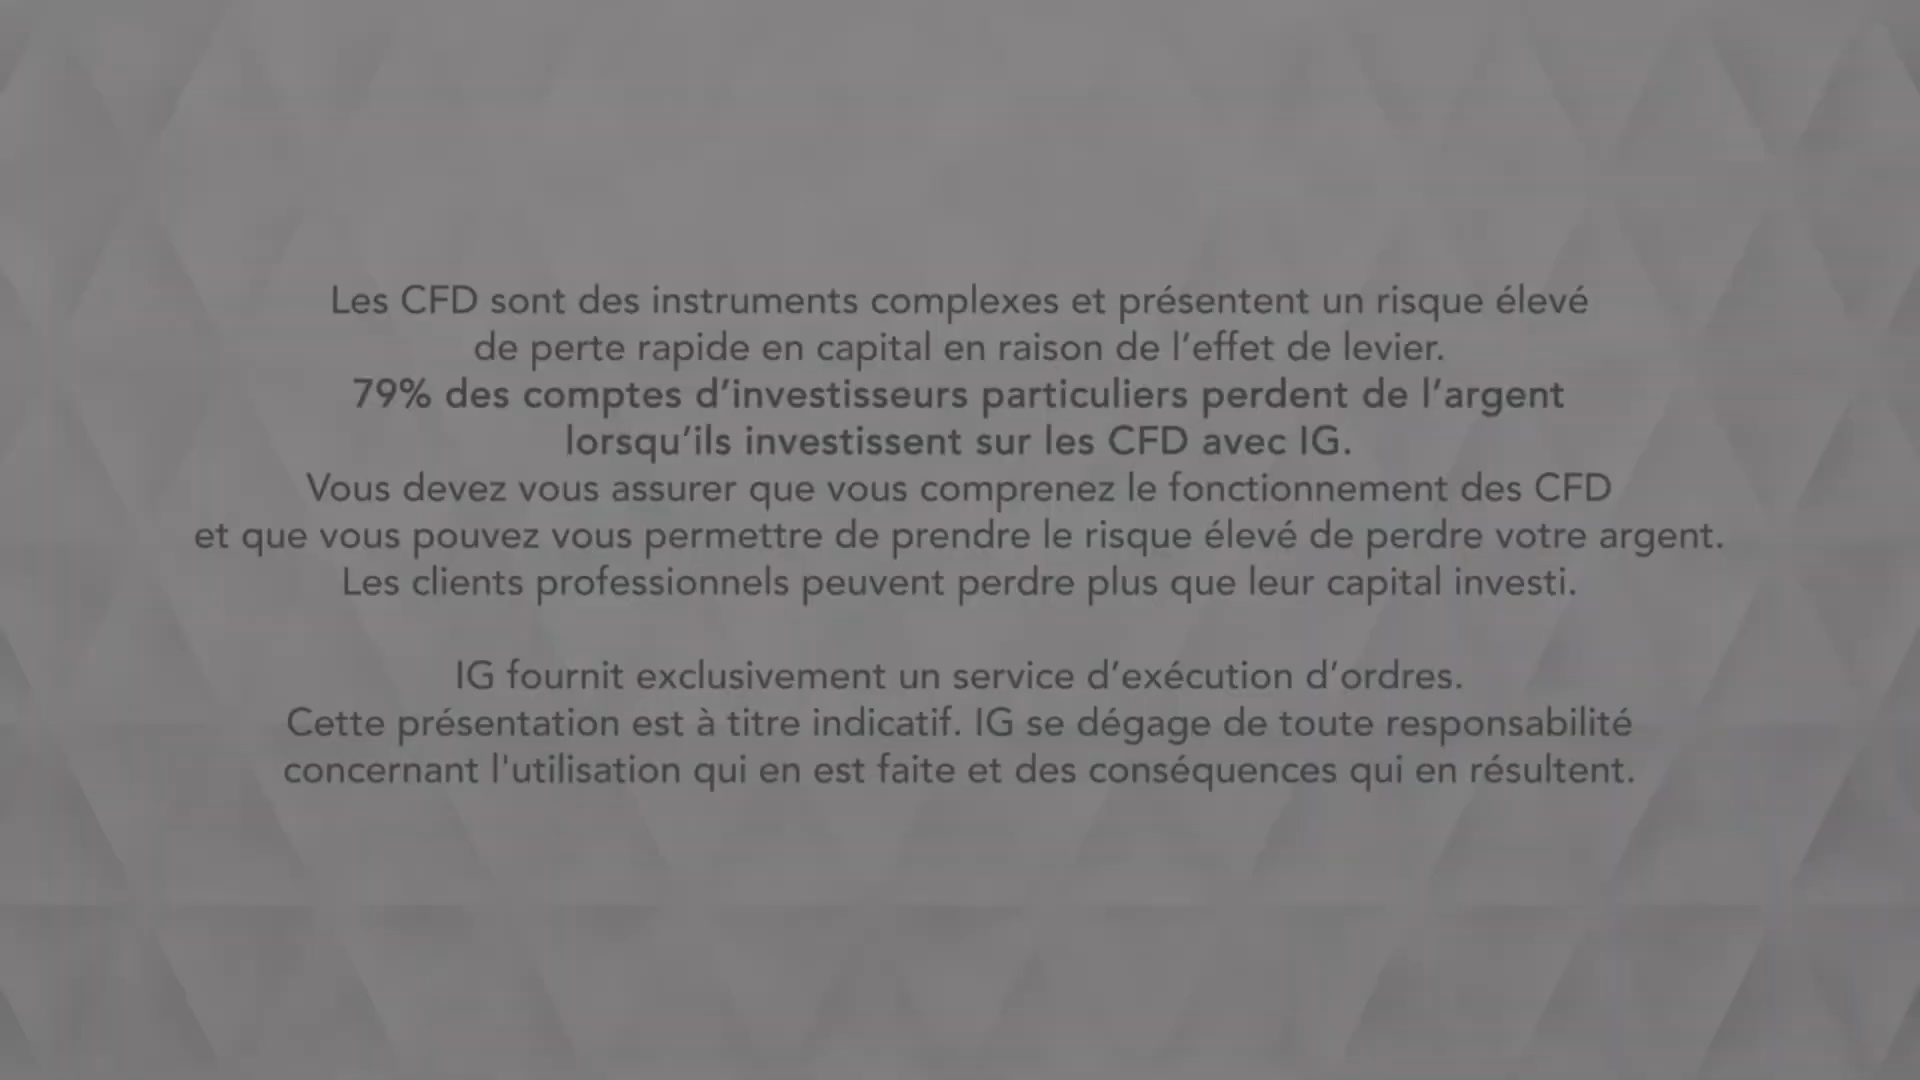 Les CFD sont des instruments complexes et présentent un risque élevé
de perte rapide en capital en raison de l’effet de levier.
79% des comptes d’investisseurs particuliers perdent de l’argent
lorsqu’ils investissent sur les CFD avec IG.
Vous devez vous assurer que vous comprenez le fonctionnement des CFD
et que vous pouvez vous permettre de prendre le risque élevé de perdre votre argent.
Les clients professionnels peuvent perdre plus que leur capital investi.
IG fournit exclusivement un service d’exécution d’ordres.
Cette présentation est à titre indicatif. IG se dégage de toute responsabilité
concernant l'utilisation qui en est faite et des conséquences qui en résultent.